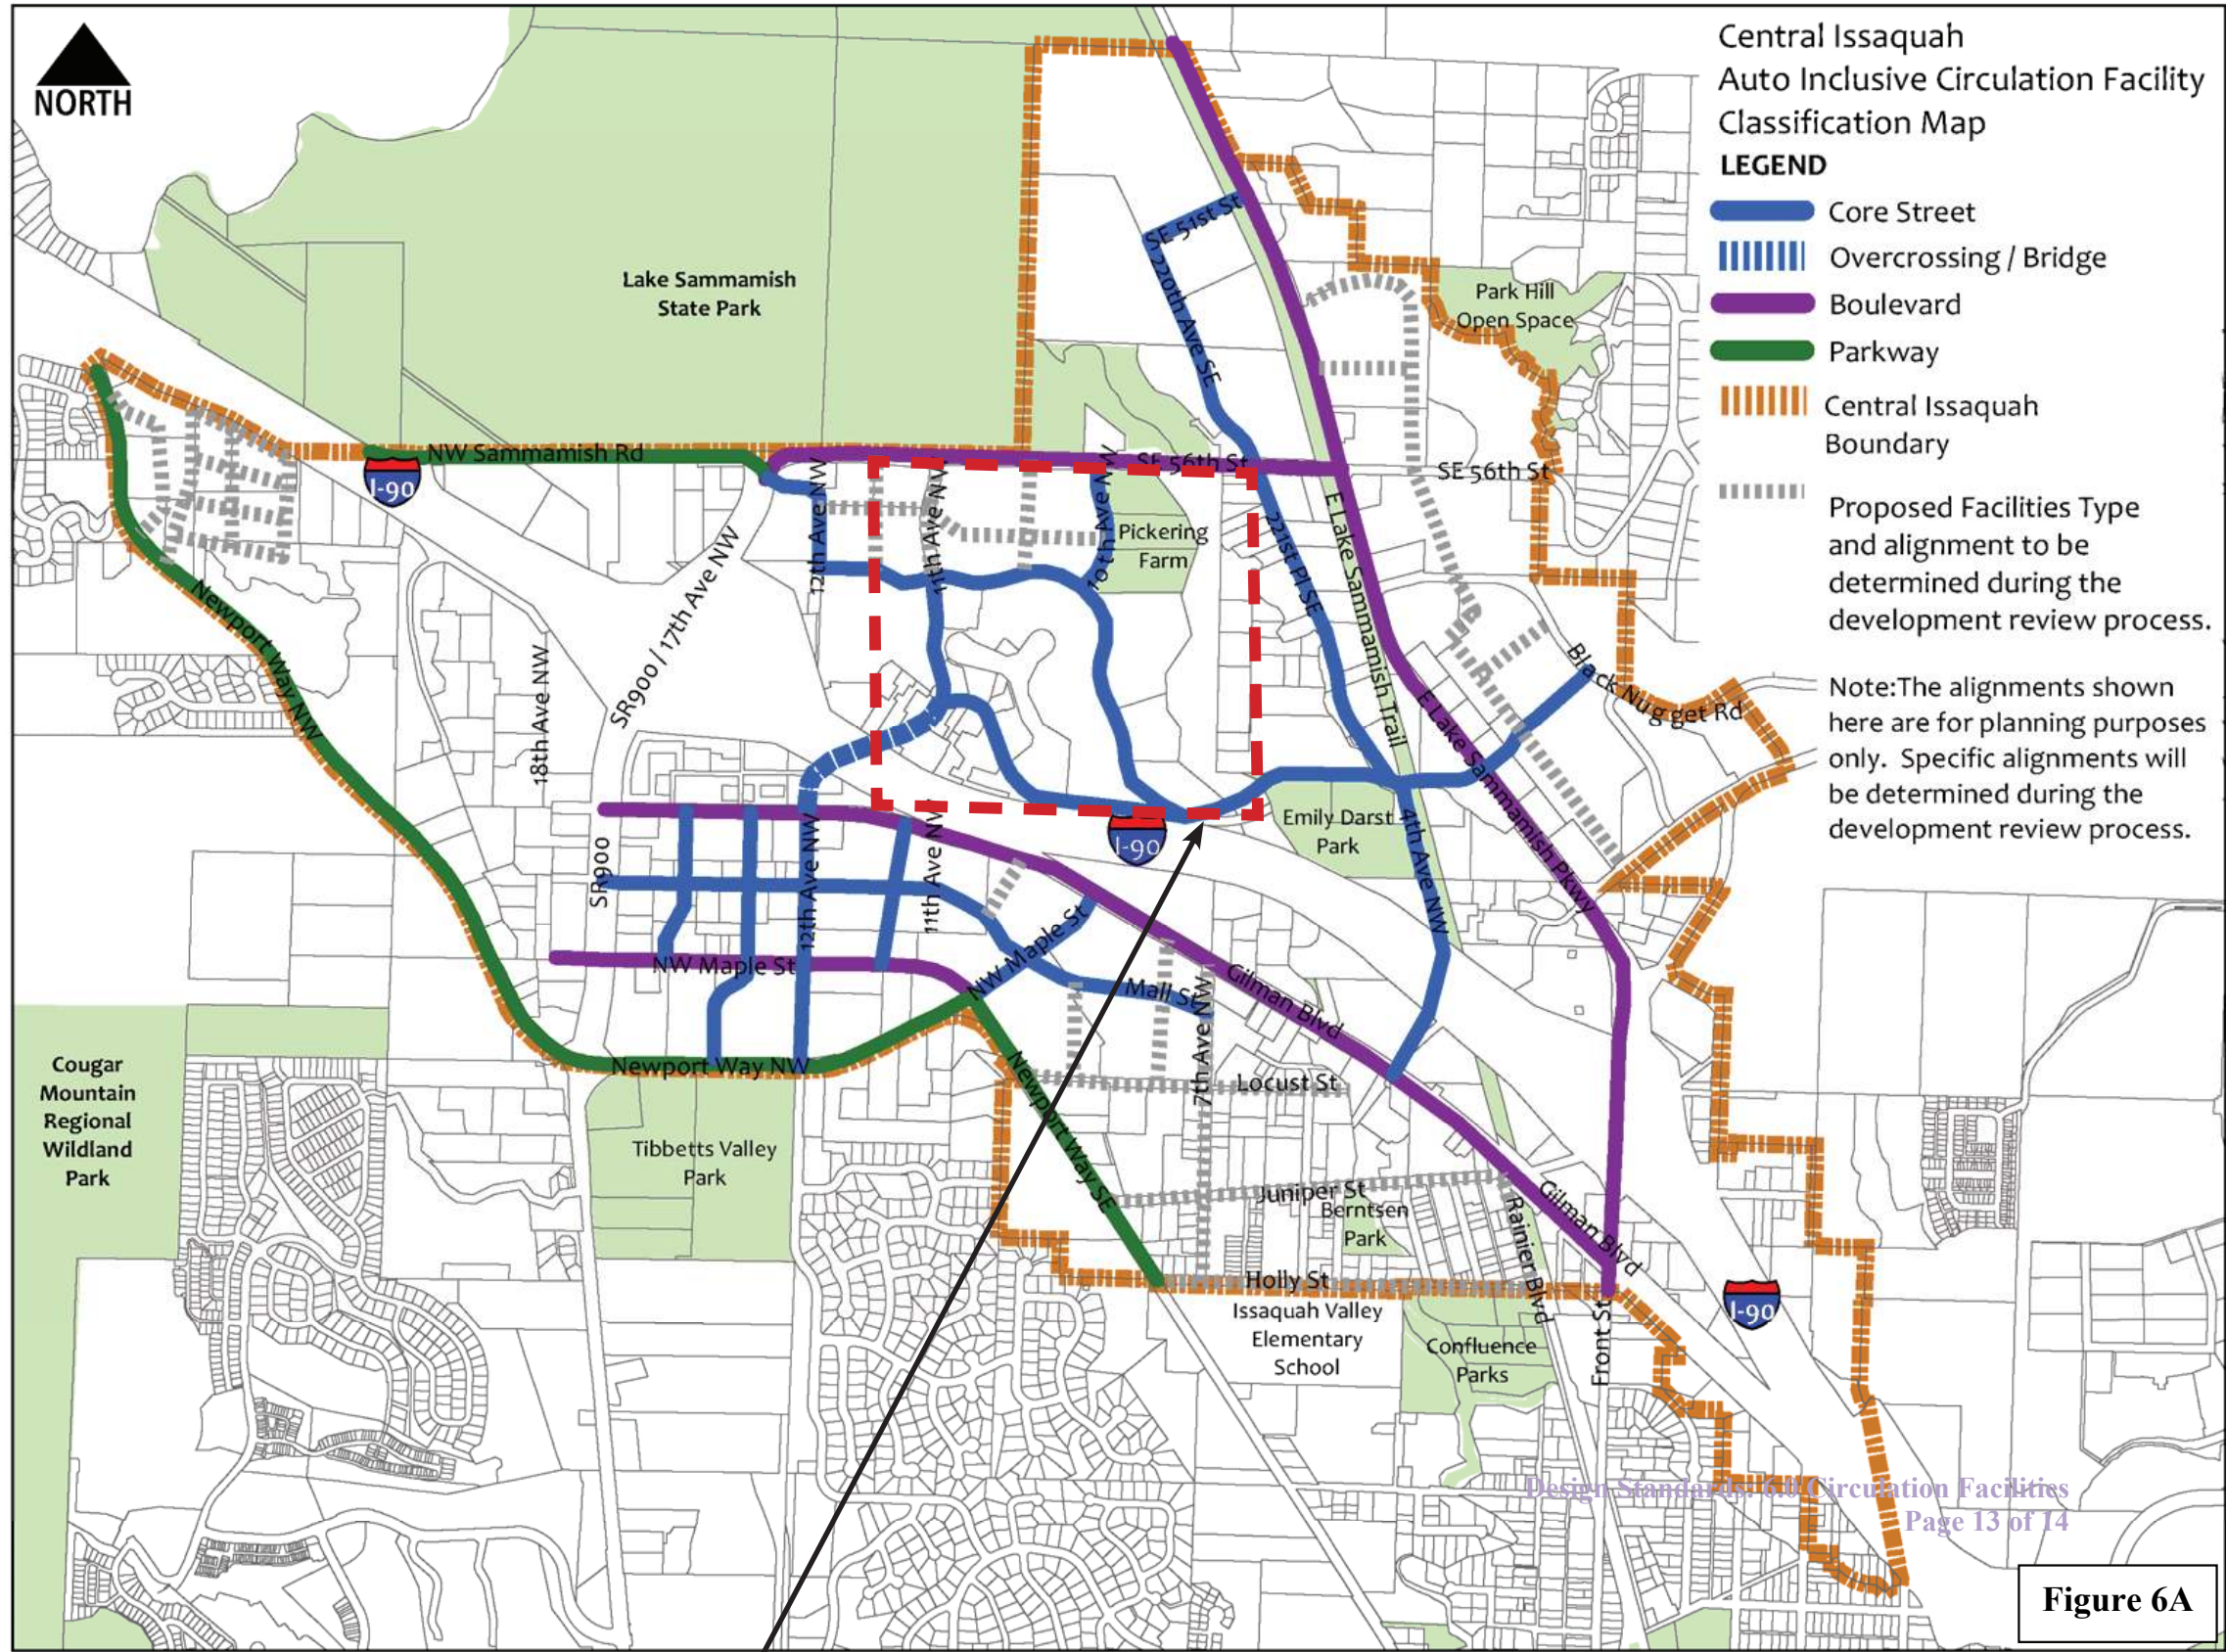 NORTH
Central Issaquah
Auto Inclusive Circulation Facility
Classification Map
LEGEND
Core Street
Overcrossing / Bridge
Boulevard
Parkway
Central Issaquah
Boundary
Proposed Facilities Type
and alignment to be
determined during the
development review process.
Note:The alignments shown
here are for planning purposes
only. Specific alignments will
be determined during the
development review process.
Lake Sammamish
State Park
SE 51st St
220th Ave SE
Park Hill
Open Space
NW Sammamish Rd
I-90
SE 56th St
SE 56th St
12th Ave NW
11th Ave NW
10th Ave NW
Pickering
Farm
221st Pl SE
E Lake Sammamish Trail
SR900 / 17th Ave NW
18th Ave NW
Newport Way NW
Black Nugget Rd
E Lake Sammamish Pkwy
I-90
Emily Darst
Park
4th Ave NW
SR900
12th Ave NW
11th Ave NW
NW Maple St
NW Maple St
Mall St
Gilman Blvd
7th Ave NW
Newport Way NW
Locust St
Cougar
Mountain
Regional
Wildland
Park
Tibbetts Valley
Park
Newport Way SE
Juniper St
Berntsen
Park
Rainier Blvd
Gilman Blvd
Holly St
Issaquah Valley
Elementary
School
Confluence
Parks
Front St
I-90
Design Standards: 6.0 Circulation Facilities
Page 13 of 14
Figure 6A